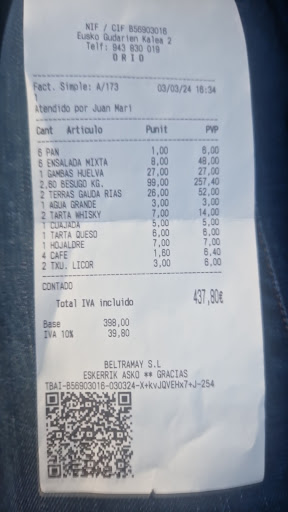 NIF / CIF B56903016
Eusko Gudarien Kalea 2
Telf: 943 830 019
ORIO
Fact. Simple: A/173 03/03/24 16:34
1
Atendido por Juan Mari
Cant Articulo Punit PVP
6 PAN 1,00 6,00
6 ENSALADA MIXTA 8,00 48,00
1 GAMBAS HUELVA 27,00 27,00
2,60 BESUGO KG. 99,00 257,40
2 TERRAS GAUDA RIAS 26,00 52,00
1 AGUA GRANDE 3,00 3,00
2 TARTA WHISKY 7,00 14,00
1 CUAJADA 5,00 5,00
1 TARTA QUESO 6,00 6,00
1 HOJALDRE 7,00 7,00
4 CAFE 1,60 6,40
2 TXU. LICOR 3,00 6,00
CONTADO
Total IVA incluido 437,80€
Base 398,00
IVA 10% 39,80
BELTRAMAY S.L
ESKERRIK ASKO ** GRACIAS
TBAI-B56903016-030324-X+kvJQVEHx7+J-254